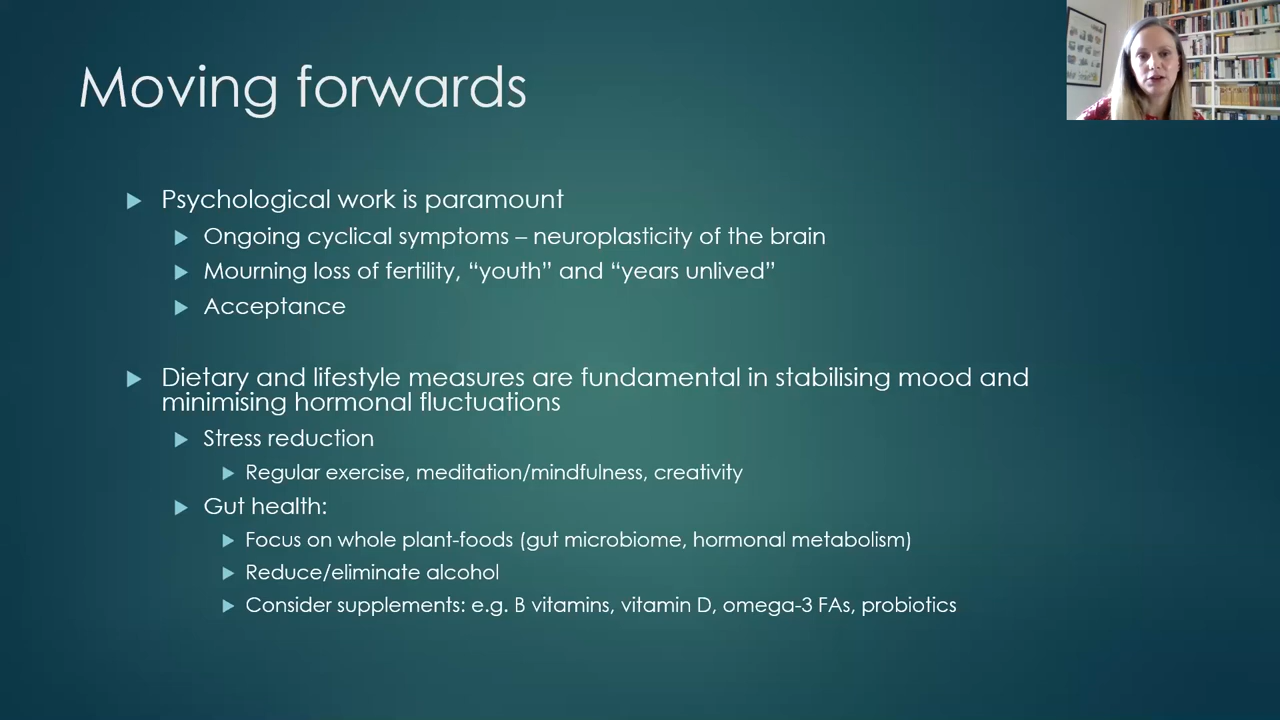 Moving forwards
Psychological work is paramount
Ongoing cyclical symptoms – neuroplasticity of the brain
Mourning loss of fertility, “youth” and “years unlived”
Acceptance
Dietary and lifestyle measures are fundamental in stabilising mood and
minimising hormonal fluctuations
Stress reduction
Regular exercise, meditation/mindfulness, creativity
Gut health:
Focus on whole plant-foods (gut microbiome, hormonal metabolism)
Reduce/eliminate alcohol
Consider supplements: e.g. B vitamins, vitamin D, omega-3 FAs, probiotics